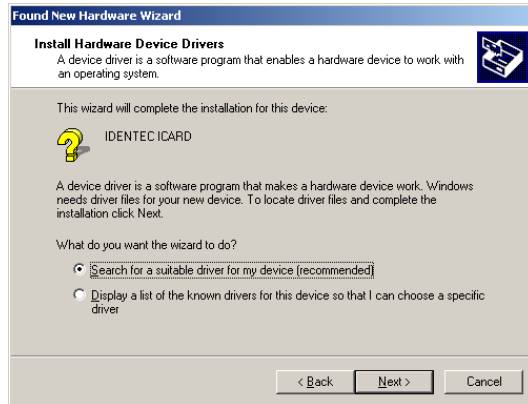 Found New Hardware Wizard
Install Hardware Device Drivers
A device driver is a software program that enables a hardware device to work with
an operating system.
This wizard will complete the installation for this device:
IDENTEC ICARD
A device driver is a software program that makes a hardware device work. Windows
needs driver files for your new device. To locate driver files and complete the
installation click Next.
What do you want the wizard to do?
Search for a suitable driver for my device (recommended)
Display a list of the known drivers for this device so that I can choose a specific
driver
< Back
Next >
Cancel